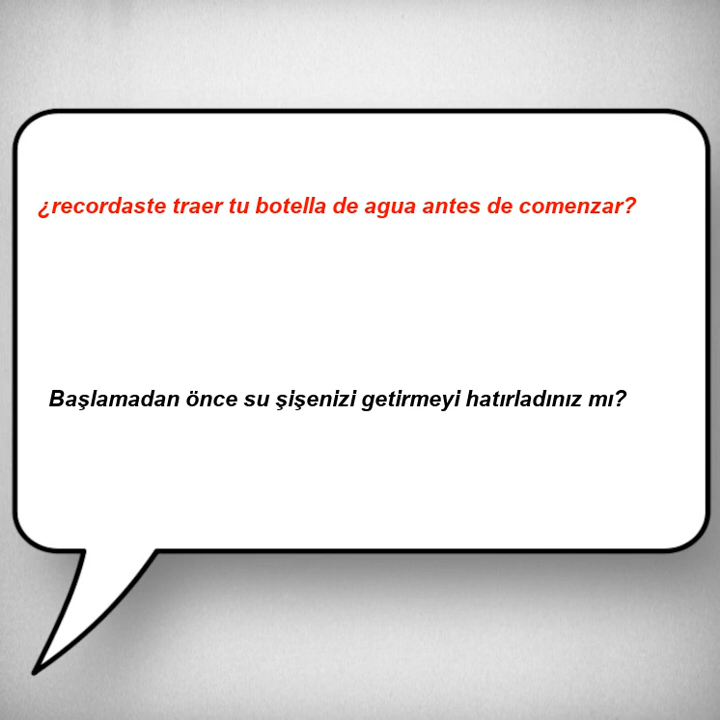 ¿recordaste traer tu botella de agua antes de comenzar?
Başlamadan önce su şişenizi getirmeyi hatırladınız mı?